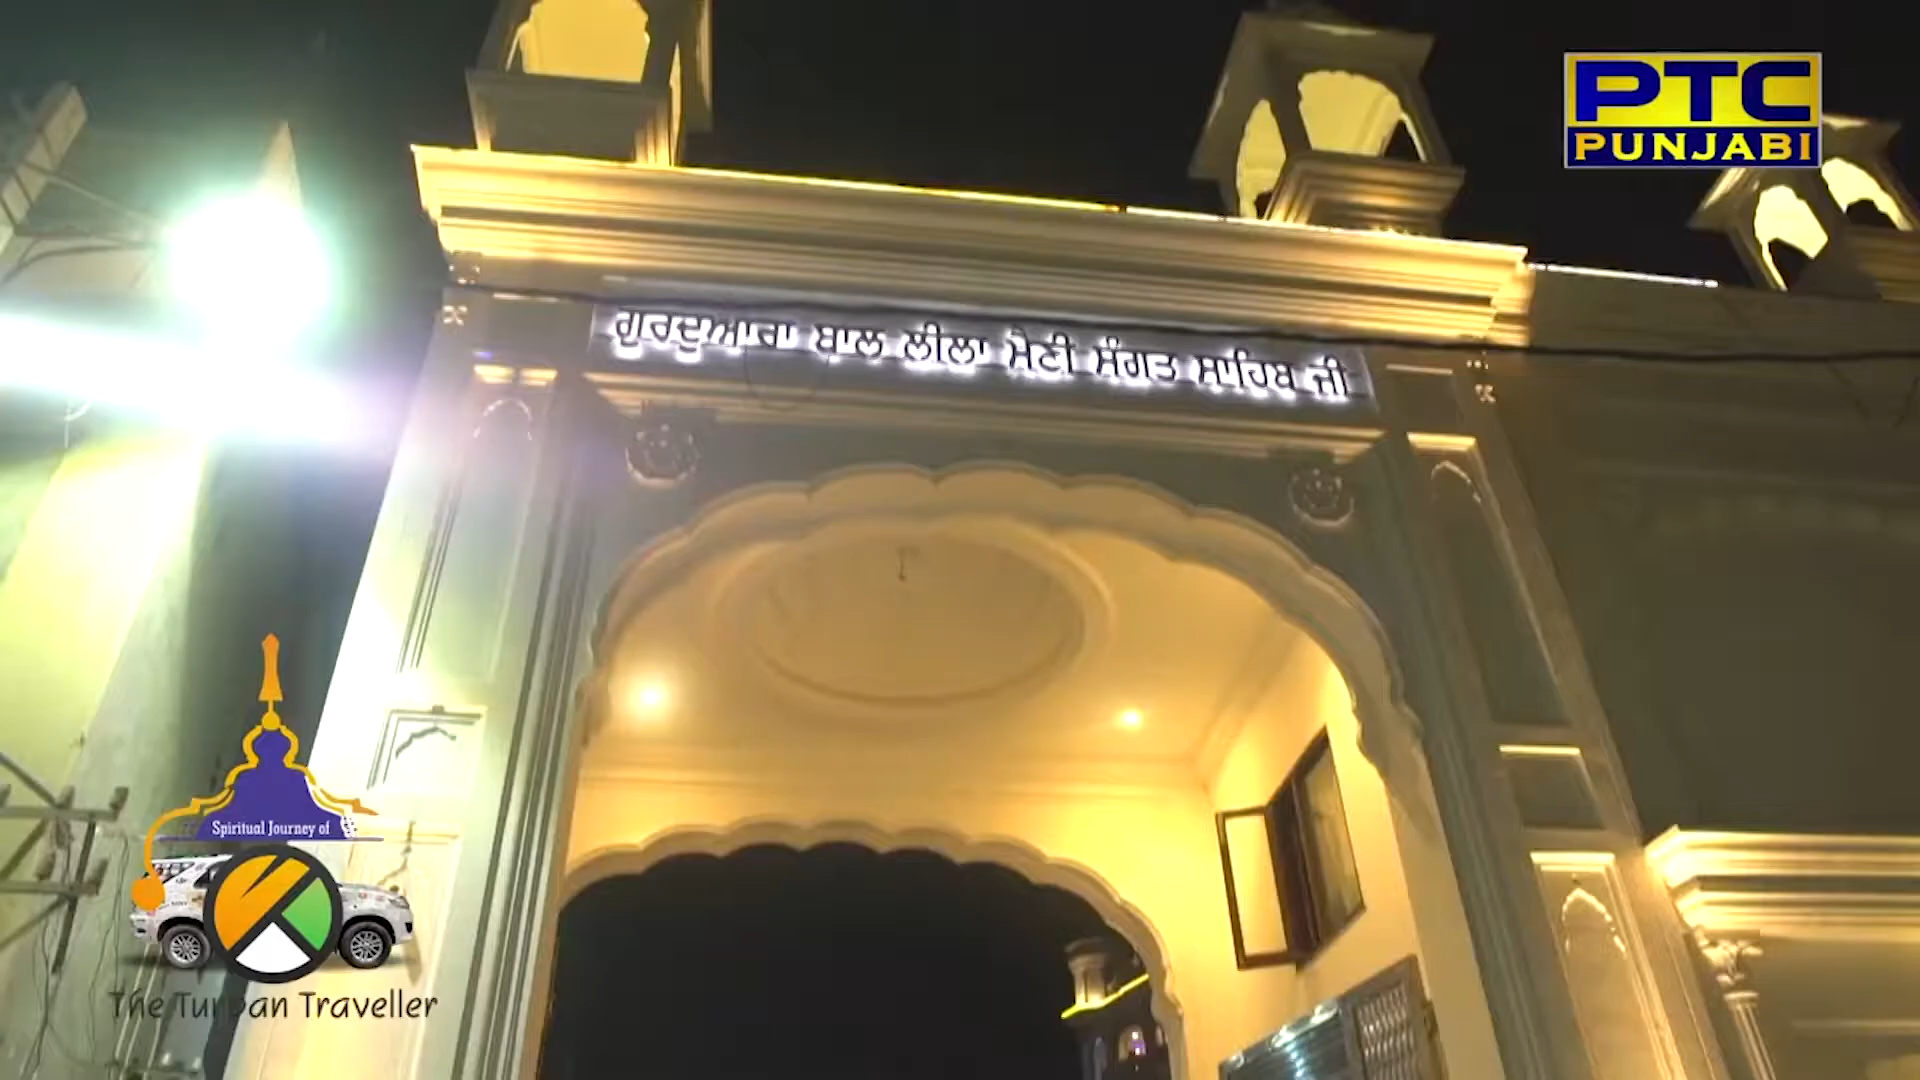 PTC
PUNJABI
ਗੁਰਦੁਆਰਾ ਬਾਲ ਲੀਲਾ ਮੈਣੀ ਸੰਗਤ ਸਾਹਿਬ ਜੀ
Spiritual Journey of
The Turban Traveller